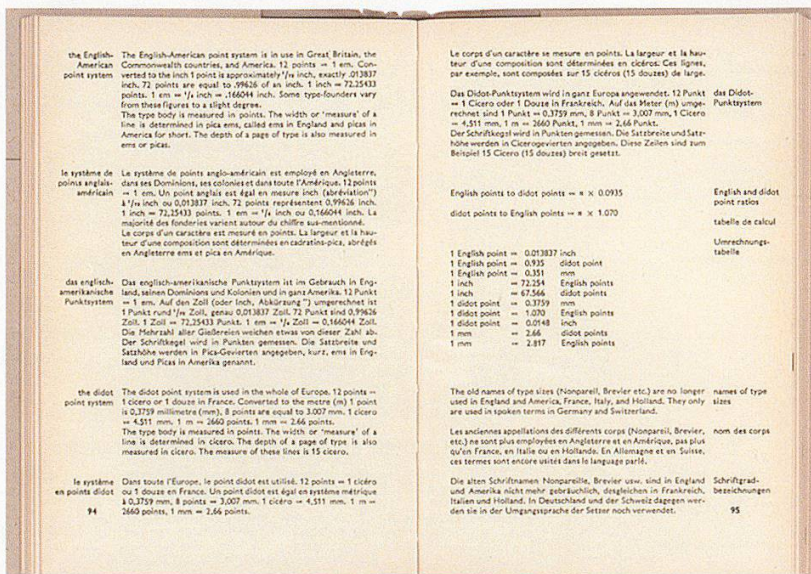 the English-American point system
The English-American point system is in use in Great Britain, the
Commonwealth countries, and America. 12 points = 1 em. Con-
verted to the inch 1 point is approximately ¹/₇₂ inch, exactly .013837
inch. 72 points are equal to .99626 of an inch. 1 inch = 72.25433
points. 1 em = ¹/₆ inch = .166044 inch. Some type-founders vary
from these figures to a slight degree.
The type body is measured in points. The width or ‘measure’ of a
line is determined in pica ems, called ems in England and picas in
America for short. The depth of a page of type is also measured in
ems or picas.
le système de points anglais-américain
Le système de points anglo-américain est employé en Angleterre,
dans ses Dominions, ses colonies et dans toute l'Amérique. 12 points
= 1 em. Un point anglais est égal en mesure inch (abréviation")
à ¹/₇₂ inch ou 0,013837 inch. 72 points représentent 0,99626 inch.
1 inch = 72,25433 points. 1 em = ¹/₆ inch ou 0,166044 inch. La
majorité des fonderies varient autour du chiffre sus-mentionné.
Le corps d'un caractère est mesuré en points. La largeur et la hau-
teur d'une composition sont déterminées en cadratins-pica, abrégés
en Angleterre ems et pica en Amérique.
das englisch-amerikanische Punktsystem
Das englisch-amerikanische Punktsystem ist im Gebrauch in Eng-
land, seinen Dominions und Kolonien und in ganz Amerika. 12 Punkt
= 1 em. Auf den Zoll (oder Inch, Abkürzung ") umgerechnet ist
1 Punkt rund ¹/₇₂ Zoll, genau 0,013837 Zoll. 72 Punkt sind 0,99626
Zoll. 1 Zoll = 72,25433 Punkt. 1 em = ¹/₆ Zoll = 0,166044 Zoll.
Die Mehrzahl aller Gießereien weichen etwas von dieser Zahl ab.
Der Schriftkegel wird in Punkten gemessen. Die Satzbreite und
Satzhöhe werden in Pica-Gevierten angegeben, kurz, ems in Eng-
land und Picas in Amerika genannt.
the didot point system
The didot point system is used in the whole of Europe. 12 points =
1 cicero or 1 douze in France. Converted to the metre (m) 1 point
is 0,3759 millimetre (mm), 8 points are equal to 3.007 mm. 1 cicero
= 4.511 mm. 1 m = 2660 points. 1 mm = 2.66 points.
The type body is measured in points. The width or ‘measure’ of a
line is determined in cicero. The depth of a page of type is also
measured in cicero. The measure of these lines is 15 cicero.
le système en points didot
Dans toute l'Europe, le point didot est utilisé. 12 points = 1 cicéro
ou 1 douze en France. Un point didot est égal en système métrique
à 0,3759 mm, 8 points = 3,007 mm. 1 cicéro = 4,511 mm. 1 m =
2660 points, 1 mm = 2,66 points.
94
Le corps d'un caractère se mesure en points. La largeur et la hau-
teur d'une composition sont déterminées en cicéros. Ces lignes,
par exemple, sont composées sur 15 cicéros (15 douzes) de large.
das Didot-Punktsystem
Das Didot-Punktsystem wird in ganz Europa angewendet. 12 Punkt
= 1 Cicero oder 1 Douze in Frankreich. Auf das Meter (m) umge-
rechnet sind 1 Punkt = 0,3759 mm, 8 Punkt = 3,007 mm, 1 Cicero
= 4,511 mm, 1 m = 2660 Punkt, 1 mm = 2,66 Punkt.
Der Schriftkegel wird in Punkten gemessen. Die Satzbreite und Satz-
höhe werden in Cicerogevierten angegeben. Diese Zeilen sind zum
Beispiel 15 Cicero (15 douzes) breit gesetzt.
English points to didot points = n × 0.0935
didot points to English points = n × 1.070
English and didot
point ratios
tabelle de calcul
Umrechnungs-
tabelle
1 English point = 0.013837 inch
1 English point = 0.935 didot point
1 English point = 0.351 mm
1 inch = 72.254 English points
1 inch = 67.566 didot points
1 didot point = 0.3759 mm
1 didot point = 1.070 English points
1 didot point = 0.0148 inch
1 mm = 2.66 didot points
1 mm = 2.817 English points
The old names of type sizes (Nonpareil, Brevier etc.) are no longer
used in England and America, France, Italy, and Holland. They only
are used in spoken terms in Germany and Switzerland.
names of type
sizes
Les anciennes appellations des différents corps (Nonpareil, Brevier,
etc.) ne sont plus employées en Angleterre et en Amérique, pas plus
qu'en France, en Italie ou en Hollande. En Allemagne et en Suisse,
ces termes sont encore usités dans le language parlé.
nom des corps
Die alten Schriftnamen Nonpareille, Brevier usw. sind in England
und Amerika nicht mehr gebräuchlich, desgleichen in Frankreich,
Italien und Holland. In Deutschland und der Schweiz dagegen wer-
den sie in der Umgangssprache der Setzer noch verwendet.
Schriftgrad-
bezeichnungen
95